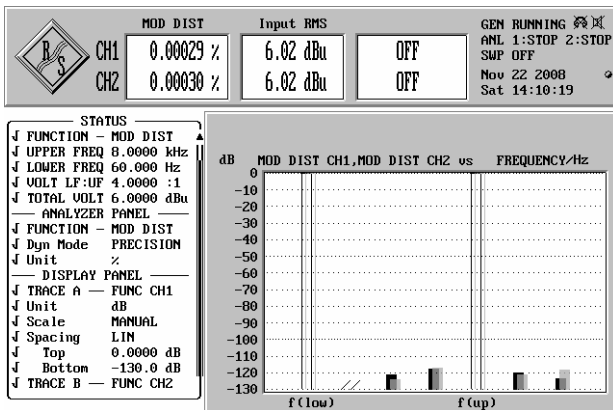 MOD DIST Input RMS
R&S
CH1 0.00029 % 6.02 dBu OFF
CH2 0.00030 % 6.02 dBu OFF
GEN RUNNING
ANL 1:STOP 2:STOP
SWP OFF
Nov 22 2008
Sat 14:10:19
STATUS
FUNCTION - MOD DIST
UPPER FREQ 8.0000 kHz
LOWER FREQ 60.000 Hz
VOLT LF:UF 4.0000 :1
TOTAL VOLT 6.0000 dBu
ANALYZER PANEL
FUNCTION - MOD DIST
Dyn Mode PRECISION
Unit %
DISPLAY PANEL
TRACE A — FUNC CH1
Unit dB
Scale MANUAL
Spacing LIN
Top 0.0000 dB
Bottom -130.0 dB
TRACE B — FUNC CH2
dB MOD DIST CH1,MOD DIST CH2 vs FREQUENCY/Hz
0
-10
-20
-30
-40
-50
-60
-70
-80
-90
-100
-110
-120
-130
f(low) f(up)